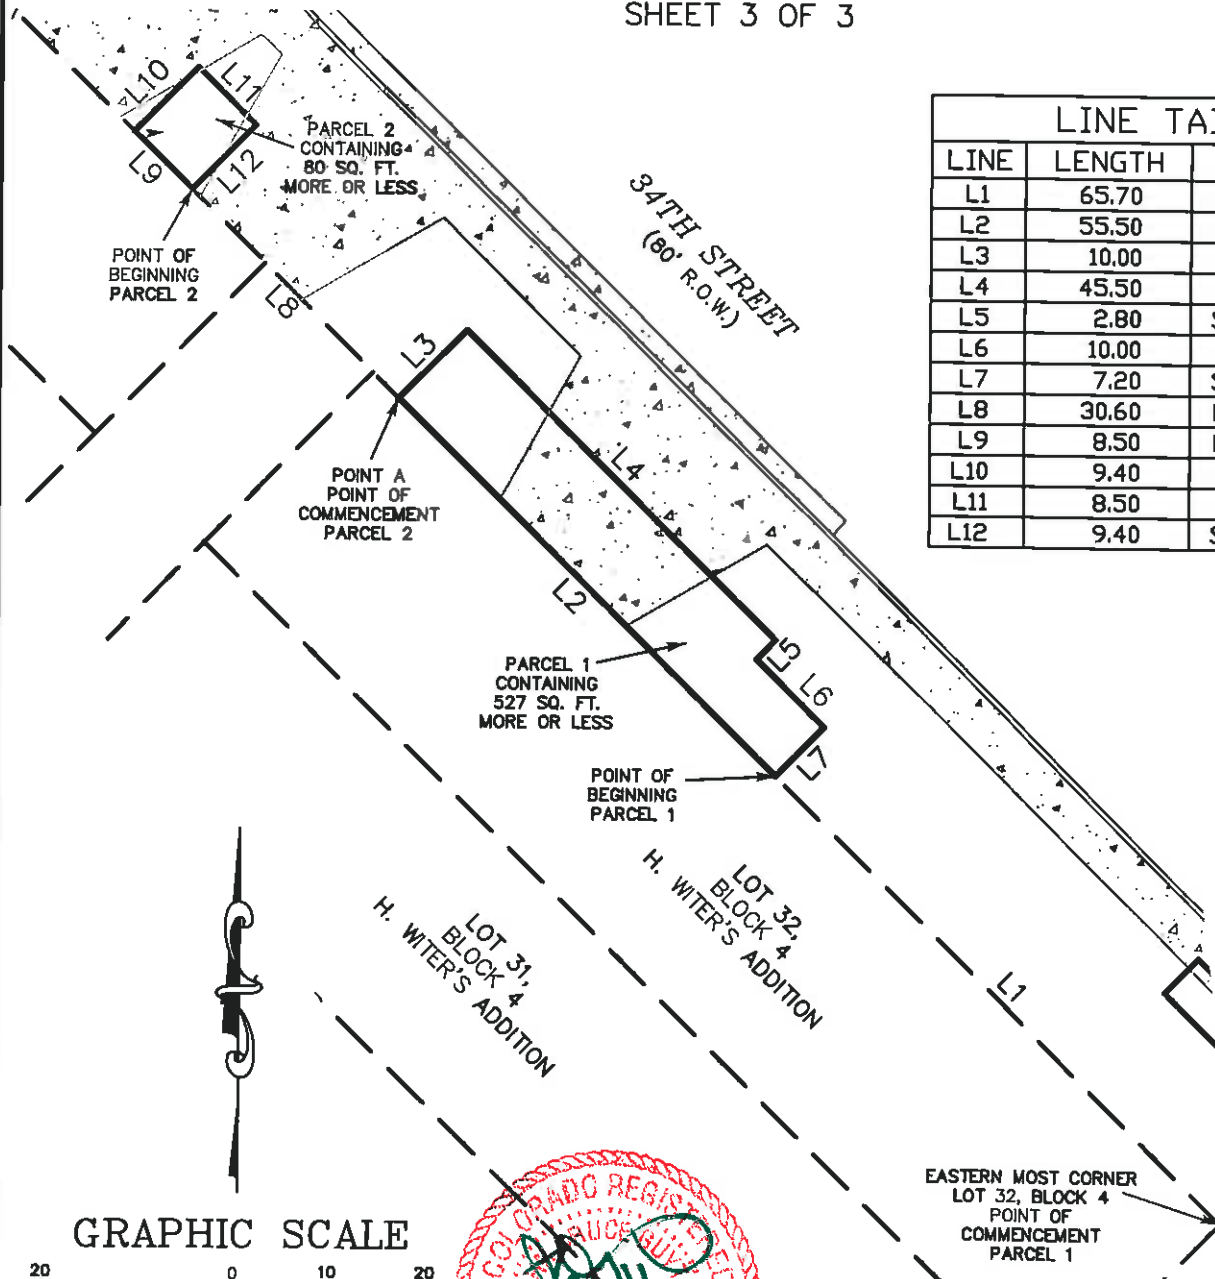 SHEET 3 OF 3
LINE TA
LINE LENGTH
L1 65.70
L2 55.50
L3 10.00
L4 45.50
L5 2.80 S
L6 10.00
L7 7.20 S
L8 30.60
L9 8.50
L10 9.40
L11 8.50
L12 9.40 S
L10
L11
L9
L12
PARCEL 2
CONTAINING
80 SQ. FT.
MORE OR LESS
POINT OF
BEGINNING
PARCEL 2
L8
34TH STREET
(80' R.O.W.)
L3
L4
POINT A
POINT OF
COMMENCEMENT
PARCEL 2
L2
L5
L6
L7
PARCEL 1
CONTAINING
527 SQ. FT.
MORE OR LESS
POINT OF
BEGINNING
PARCEL 1
LOT 32,
BLOCK 4
H. WITER'S ADDITION
LOT 31,
BLOCK 4
H. WITER'S ADDITION
L1
EASTERN MOST CORNER
LOT 32, BLOCK 4
POINT OF
COMMENCEMENT
PARCEL 1
GRAPHIC SCALE
20 0 10 20
COLORADO REGISTERED